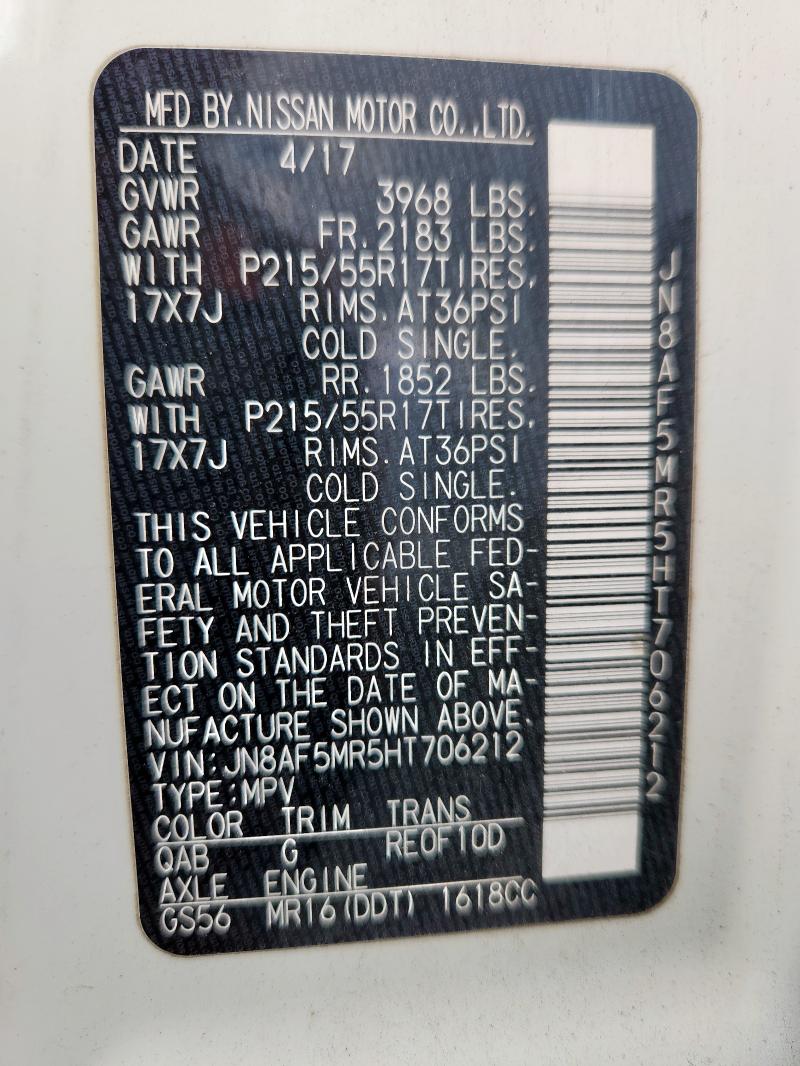 MFD BY.NISSAN MOTOR CO.,LTD.
DATE 4/17
GVWR 3968 LBS.
GAWR FR.2183 LBS.
WITH P215/55R17TIRES,
17X7J RIMS.AT36PSI
COLD SINGLE.
GAWR RR.1852 LBS.
WITH P215/55R17TIRES,
17X7J RIMS.AT36PSI
COLD SINGLE.
THIS VEHICLE CONFORMS
TO ALL APPLICABLE FED-
ERAL MOTOR VEHICLE SA-
FETY AND THEFT PREVEN-
TION STANDARDS IN EFF-
ECT ON THE DATE OF MA-
NUFACTURE SHOWN ABOVE.
VIN:JN8AF5MR5HT706212
TYPE:MPV
COLOR TRIM TRANS
QAB G RE0F10D
AXLE ENGINE
GS56 MR16(DDT) 1618CC
JN8AF5MR5HT706212